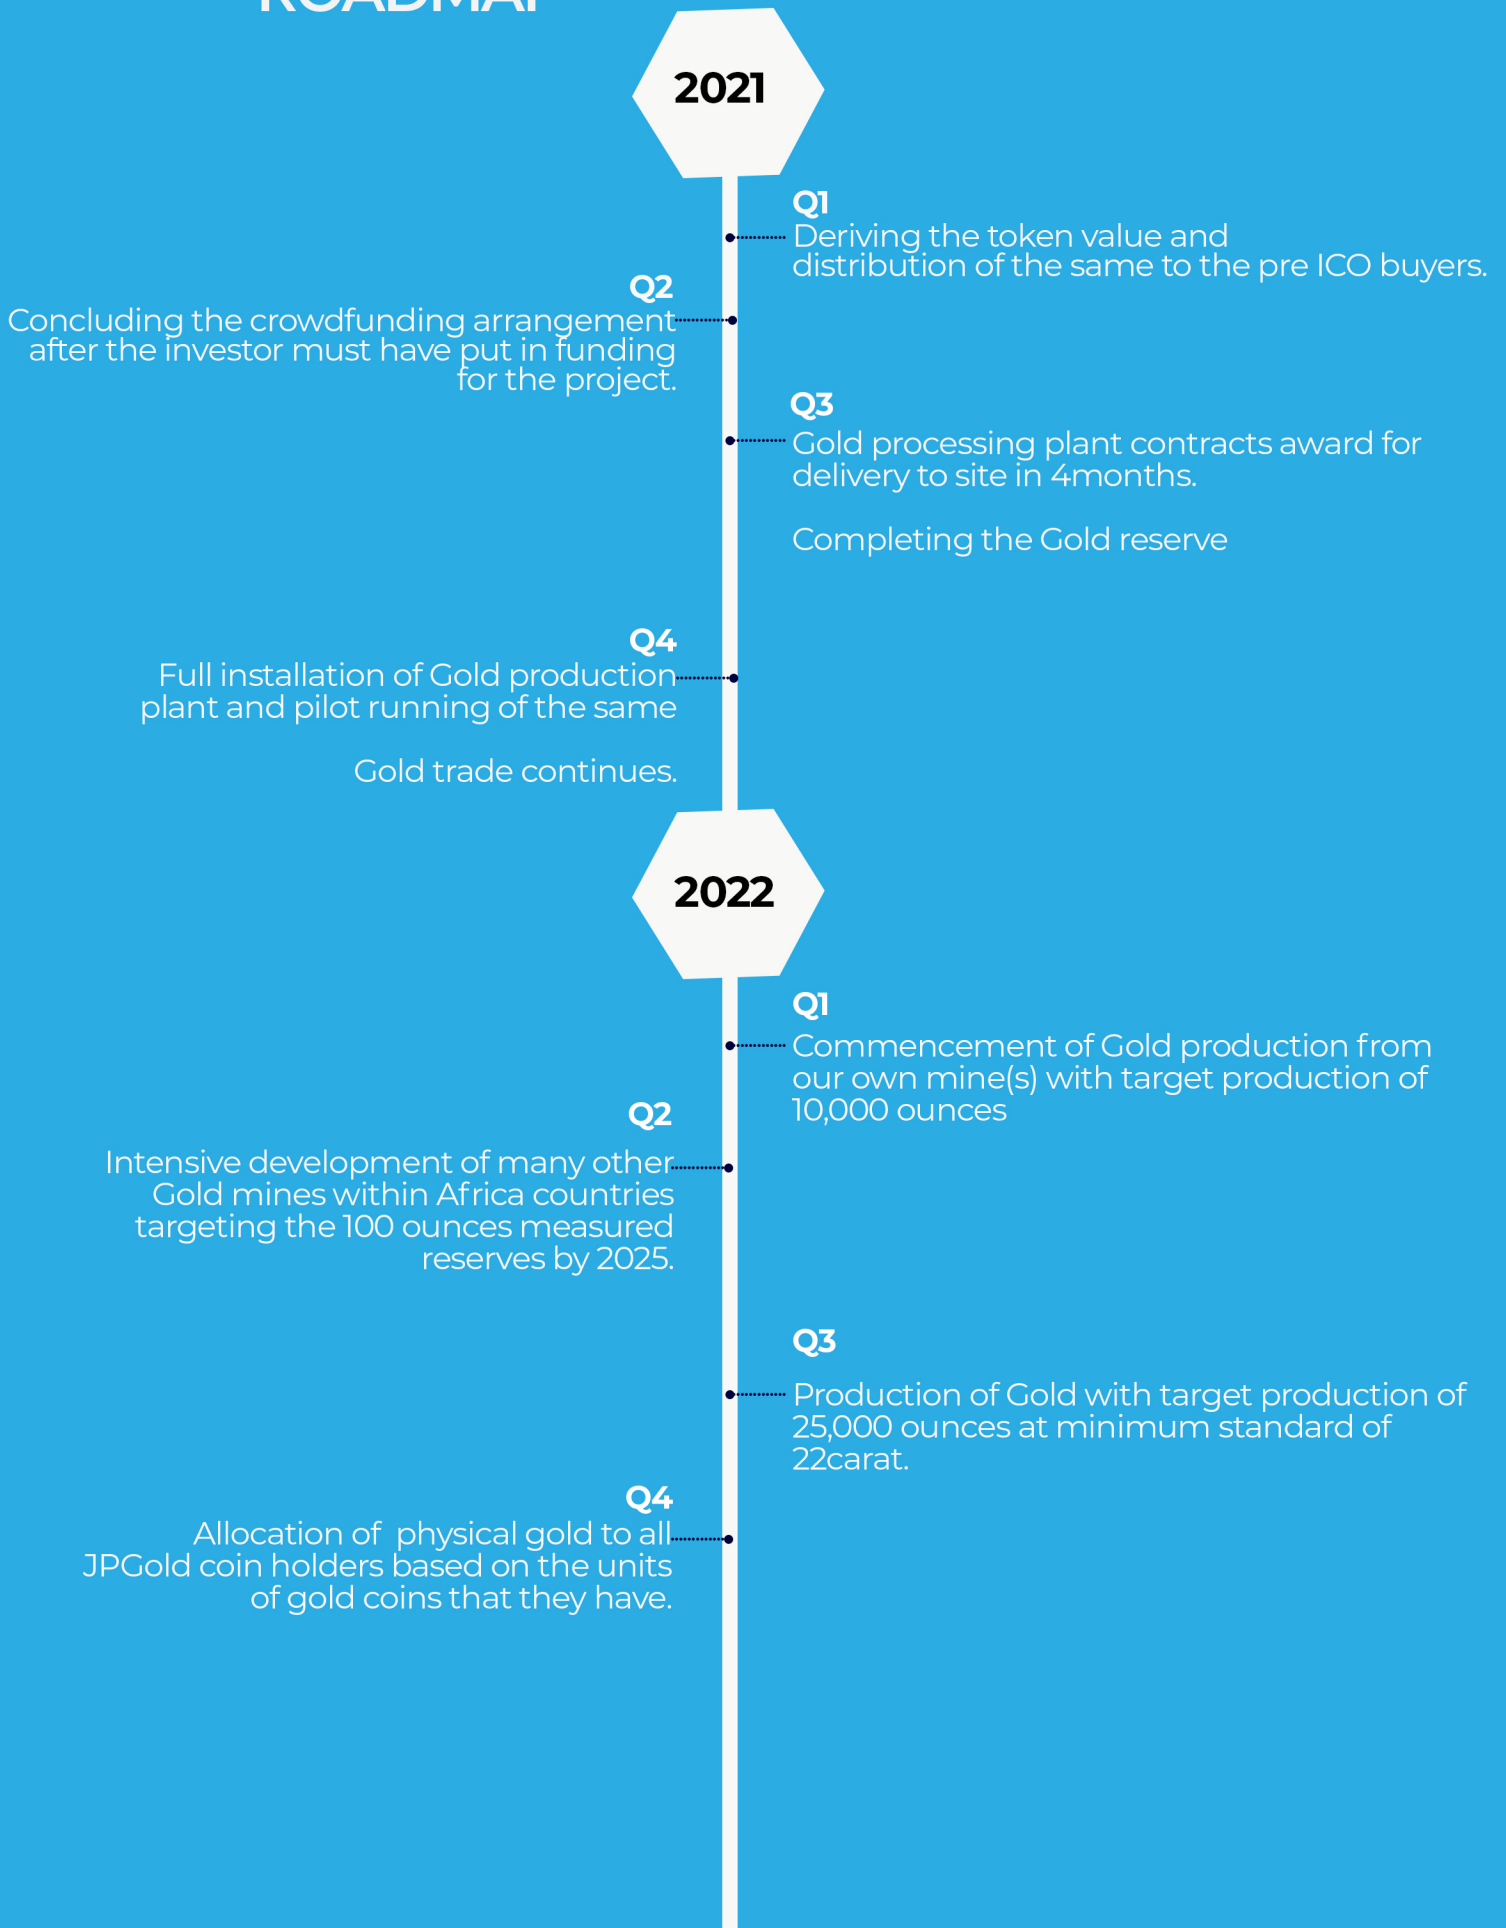 ROADMAP
2021
Q1
Deriving the token value and
distribution of the same to the pre ICO buyers.
Q2
Concluding the crowdfunding arrangement
after the investor must have put in funding
for the project.
Q3
Gold processing plant contracts award for
delivery to site in 4months.
Completing the Gold reserve
Q4
Full installation of Gold production
plant and pilot running of the same
Gold trade continues.
2022
Q1
Commencement of Gold production from
our own mine(s) with target production of
10,000 ounces
Q2
Intensive development of many other
Gold mines within Africa countries
targeting the 100 ounces measured
reserves by 2025.
Q3
Production of Gold with target production of
25,000 ounces at minimum standard of
22carat.
Q4
Allocation of  physical gold to all
JPGold coin holders based on the units
of gold coins that they have.